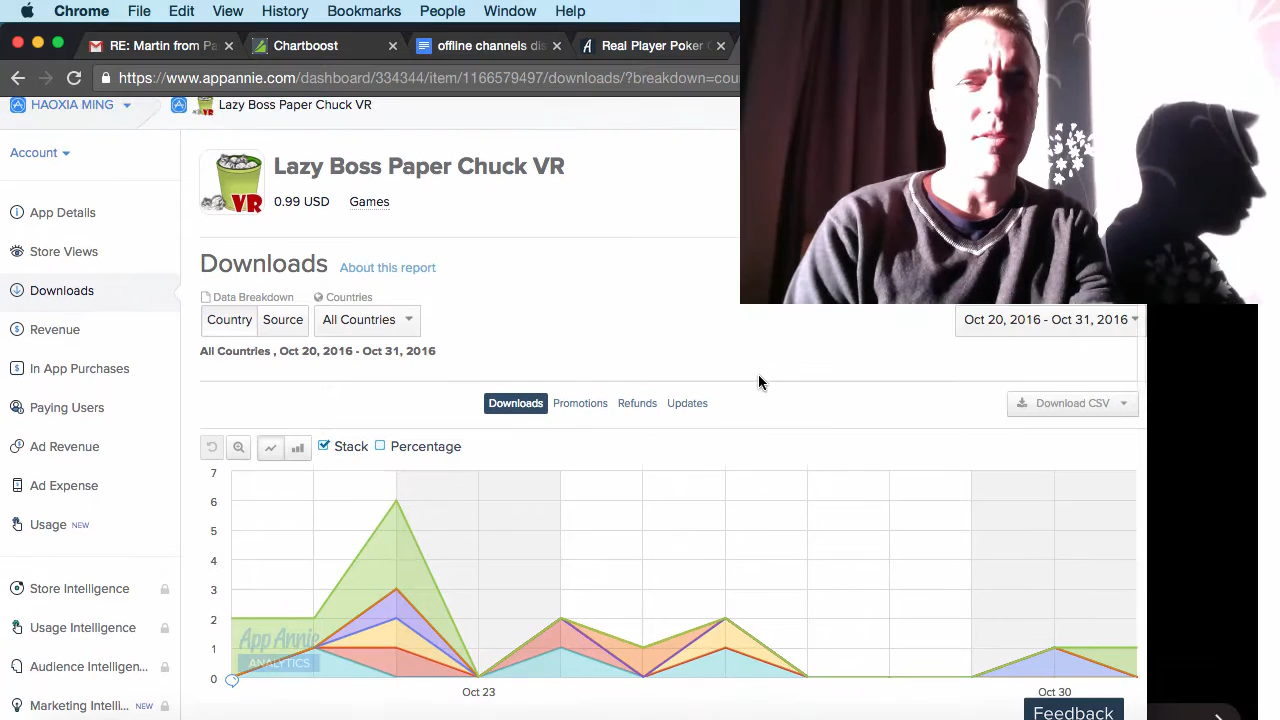 Chrome File Edit View History Bookmarks People Window Help
RE: Martin from Pa
Chartboost
offline channels dis
Real Player Poker C
https://www.appannie.com/dashboard/334344/item/1166579497/downloads/?breakdown=cou
HAOXIA MING
Lazy Boss Paper Chuck VR
Account
App Details
Store Views
Downloads
Revenue
In App Purchases
Paying Users
Ad Revenue
Ad Expense
Usage NEW
Store Intelligence
Usage Intelligence
Audience Intelligen...
Marketing Intelli... NEW
VR
Lazy Boss Paper Chuck VR
0.99 USD Games
Downloads About this report
Data Breakdown Countries
Country Source All Countries
Oct 20, 2016 - Oct 31, 2016
All Countries , Oct 20, 2016 - Oct 31, 2016
Downloads Promotions Refunds Updates
Download CSV
Stack Percentage
7
6
5
4
3
2
1
0
App Annie
ANALYTICS
Oct 23
Oct 30
Feedback